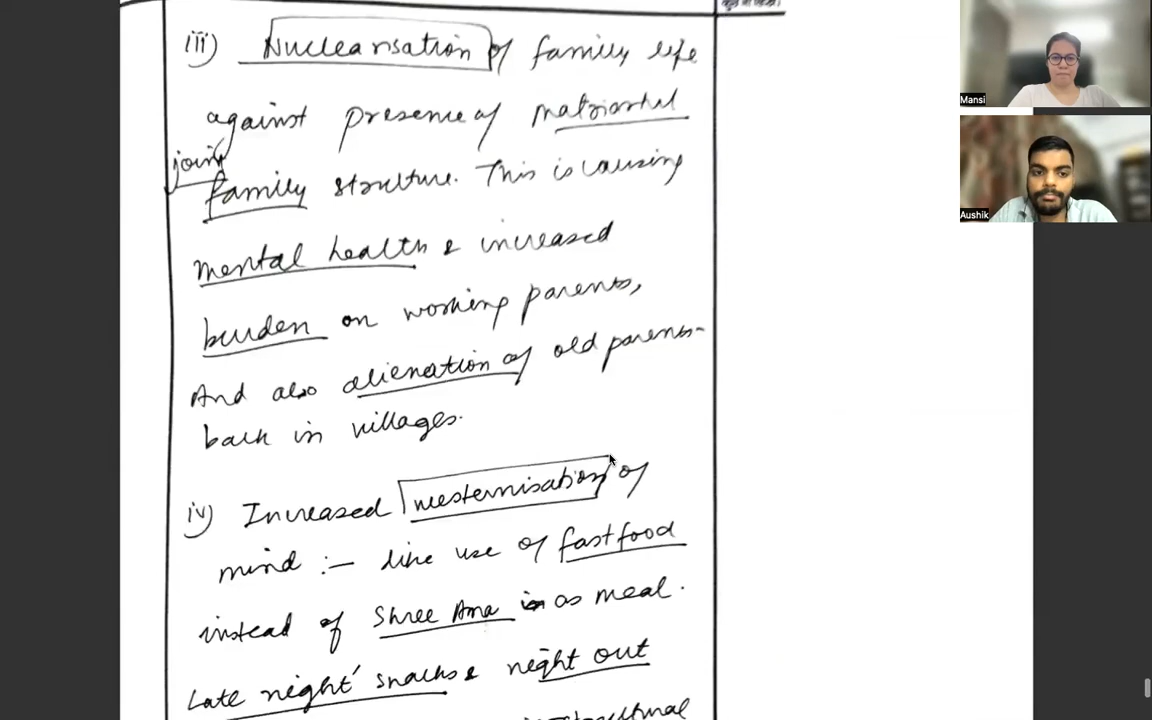 iii) Nuclearisation of family life
against presence of matriarhel
joint
family structure. This is causing
mental health & increased
burden on working parents,
And also alienation of old parents
back in villages.
iv) Increased westernisation of
mind :- like use of fastfood
instead of Shree Ana as meal.
Late night snacks & night out
Mansi
Aushik